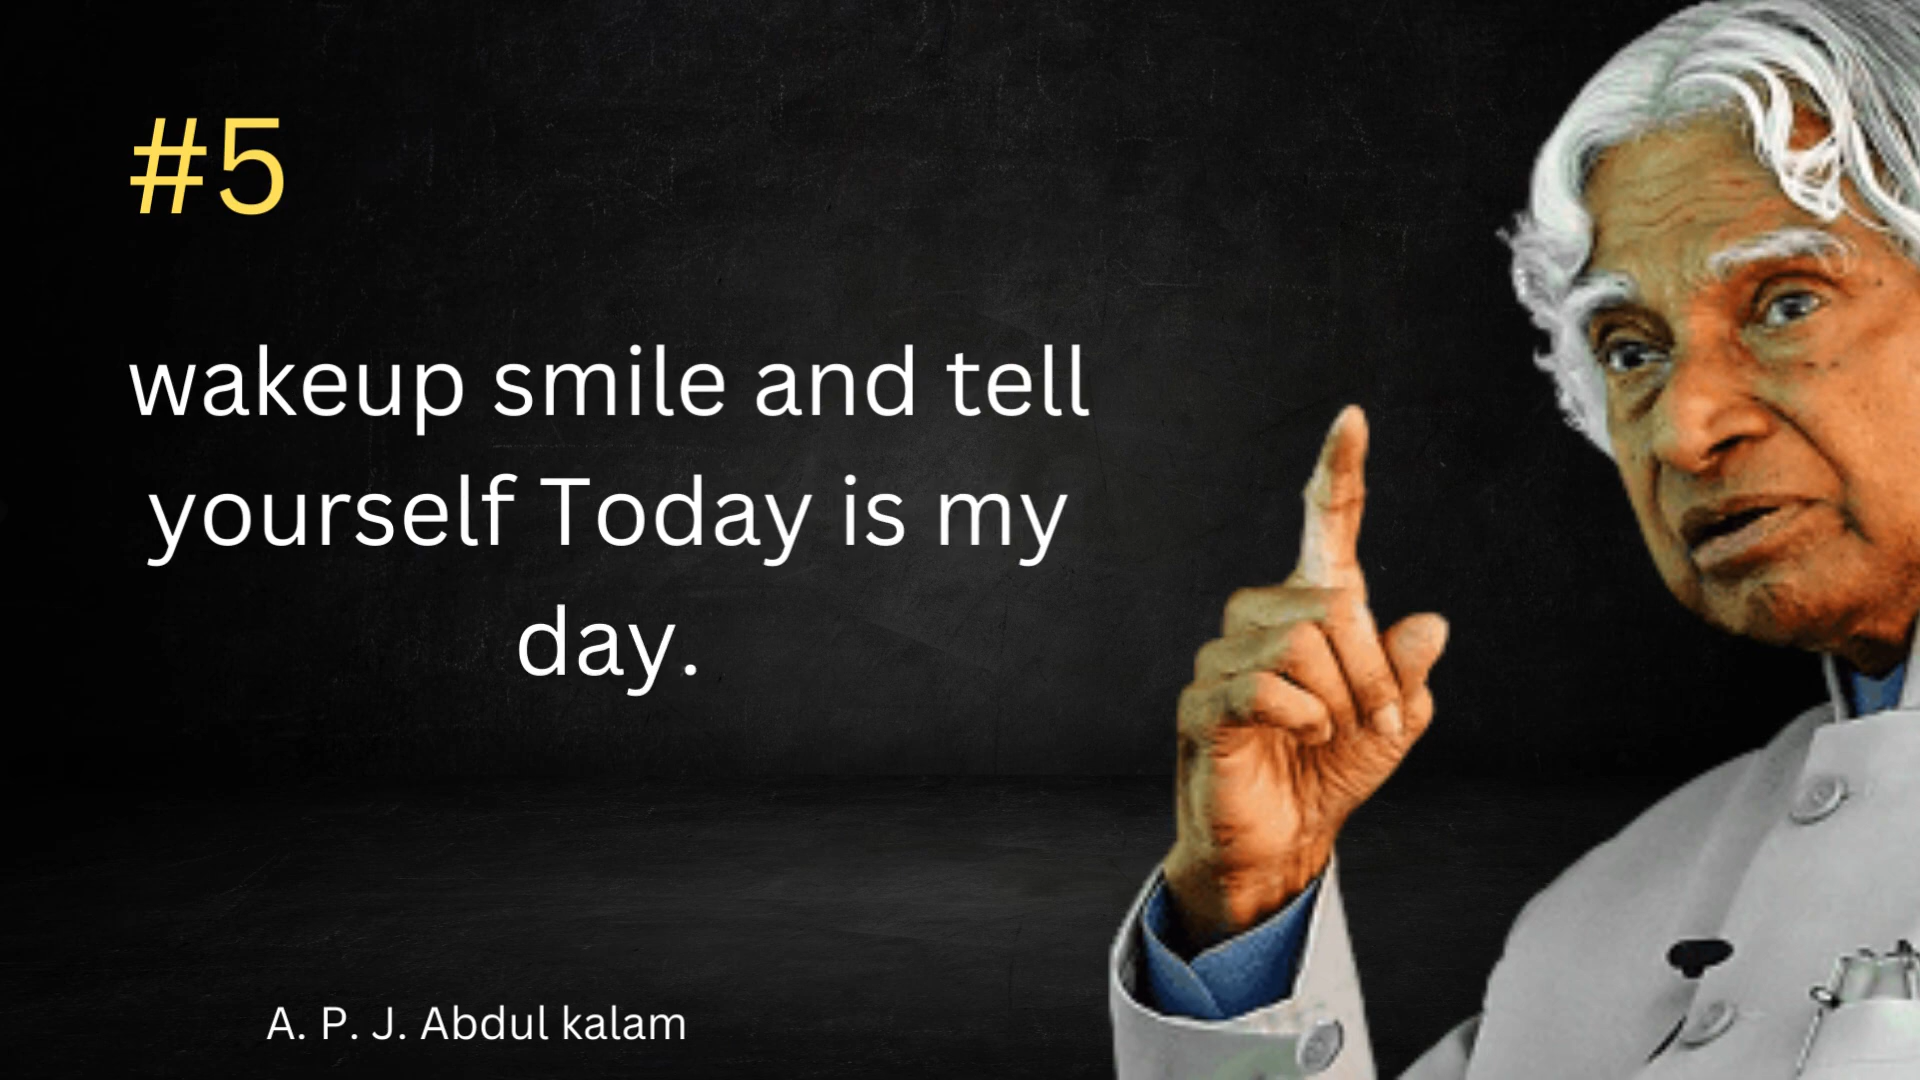 #5
wakeup smile and tell
yourself Today is my
day.
A. P. J. Abdul kalam